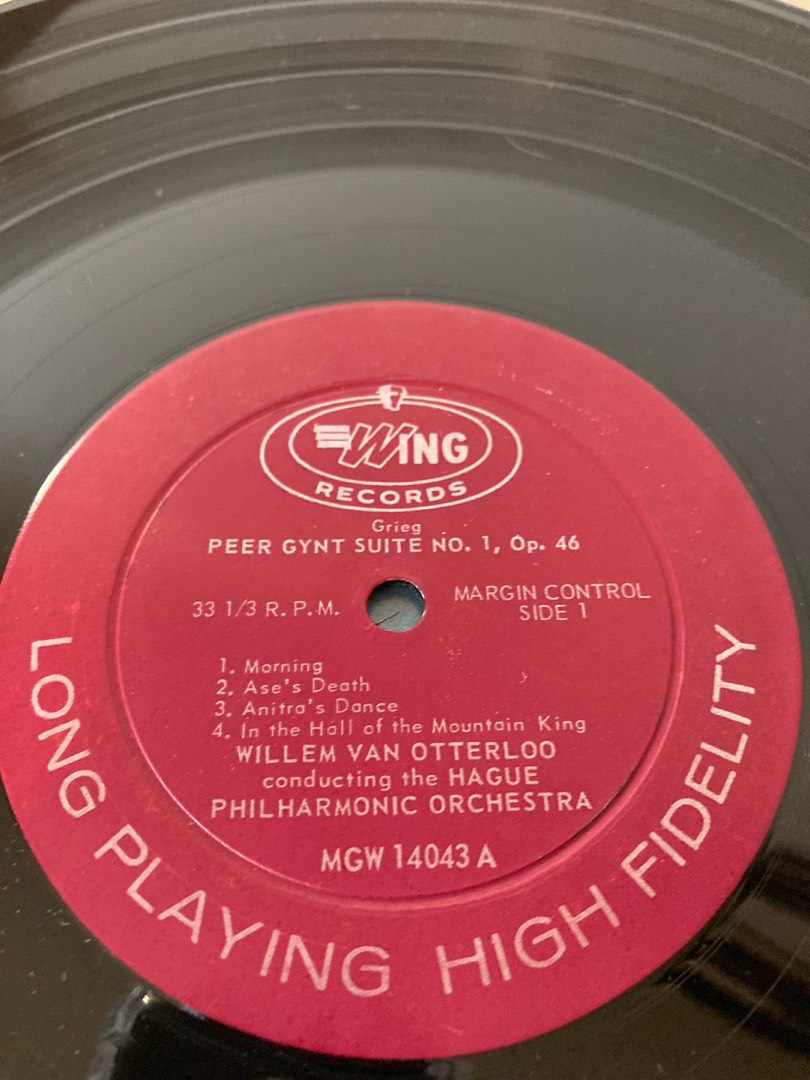 WING
RECORDS
Grieg
PEER GYNT SUITE NO. 1, Op. 46
33 1/3 R.P.M.
MARGIN CONTROL
SIDE 1
1. Morning
2. Ase's Death
3. Anitra's Dance
4. In the Hall of the Mountain King
WILLEM VAN OTTERLOO
conducting the HAGUE
PHILHARMONIC ORCHESTRA
MGW 14043 A
LONG PLAYING HIGH FIDELITY